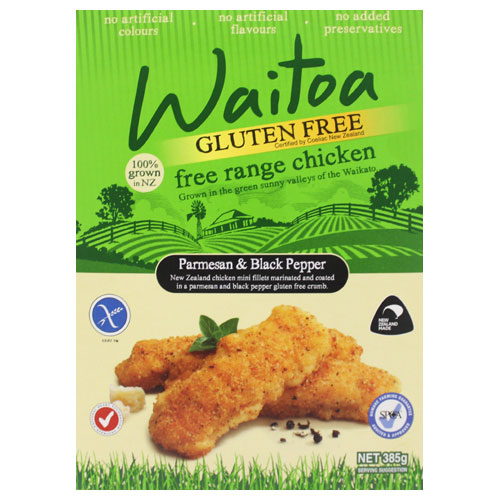 no artificial colours
no artificial flavours
no added preservatives
Waitoa
GLUTEN FREE
Certified by Coeliac New Zealand
100% grown in NZ
free range chicken
Grown in the green sunny valleys of the Waikato
Parmesan & Black Pepper
New Zealand chicken mini fillets marinated and coated
in a parmesan and black pepper gluten free crumb.
NEW ZEALAND MADE
SPCA
NET 385g
SERVING SUGGESTION